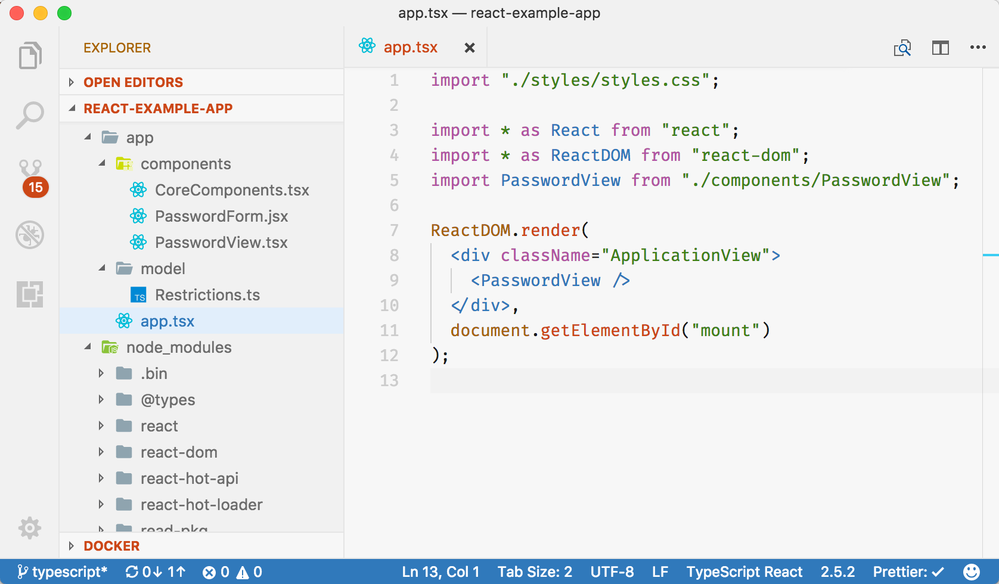 app.tsx — react-example-app
EXPLORER
OPEN EDITORS
REACT-EXAMPLE-APP
app
components
CoreComponents.tsx
PasswordForm.jsx
PasswordView.tsx
model
TS Restrictions.ts
app.tsx
JS node_modules
.bin
@types
react
react-dom
react-hot-api
react-hot-loader
read-pkg
DOCKER
15
app.tsx
1 import "./styles/styles.css";
2
3 import * as React from "react";
4 import * as ReactDOM from "react-dom";
5 import PasswordView from "./components/PasswordView";
6
7 ReactDOM.render(
8 <div className="ApplicationView">
9 <PasswordView />
10 </div>,
11 document.getElementById("mount")
12 );
13
typescript* 0↓ 1↑ 0 0 Ln 13, Col 1 Tab Size: 2 UTF-8 LF TypeScript React 2.5.2 Prettier: ✓